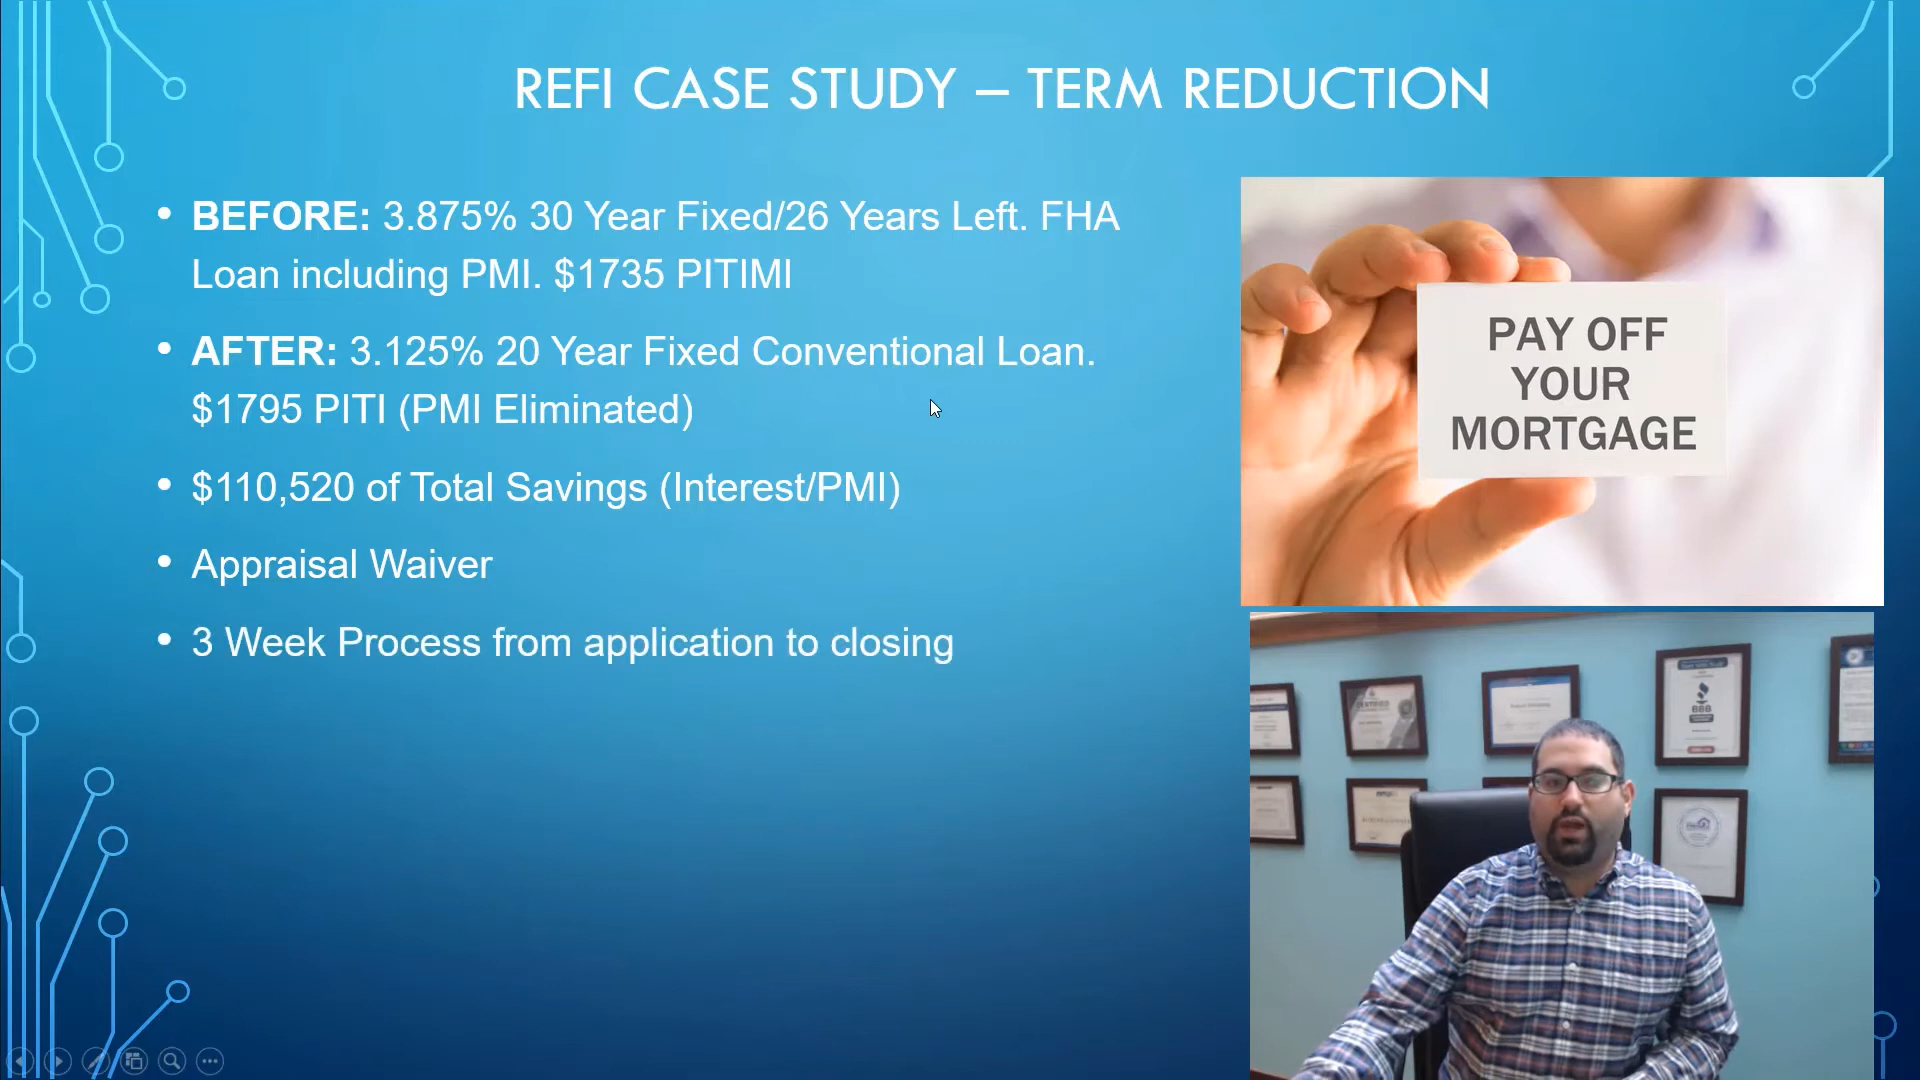 REFI CASE STUDY – TERM REDUCTION
• BEFORE: 3.875% 30 Year Fixed/26 Years Left. FHA
Loan including PMI. $1735 PITIMI
• AFTER: 3.125% 20 Year Fixed Conventional Loan.
$1795 PITI (PMI Eliminated)
• $110,520 of Total Savings (Interest/PMI)
• Appraisal Waiver
• 3 Week Process from application to closing
PAY OFF
YOUR
MORTGAGE
BBB